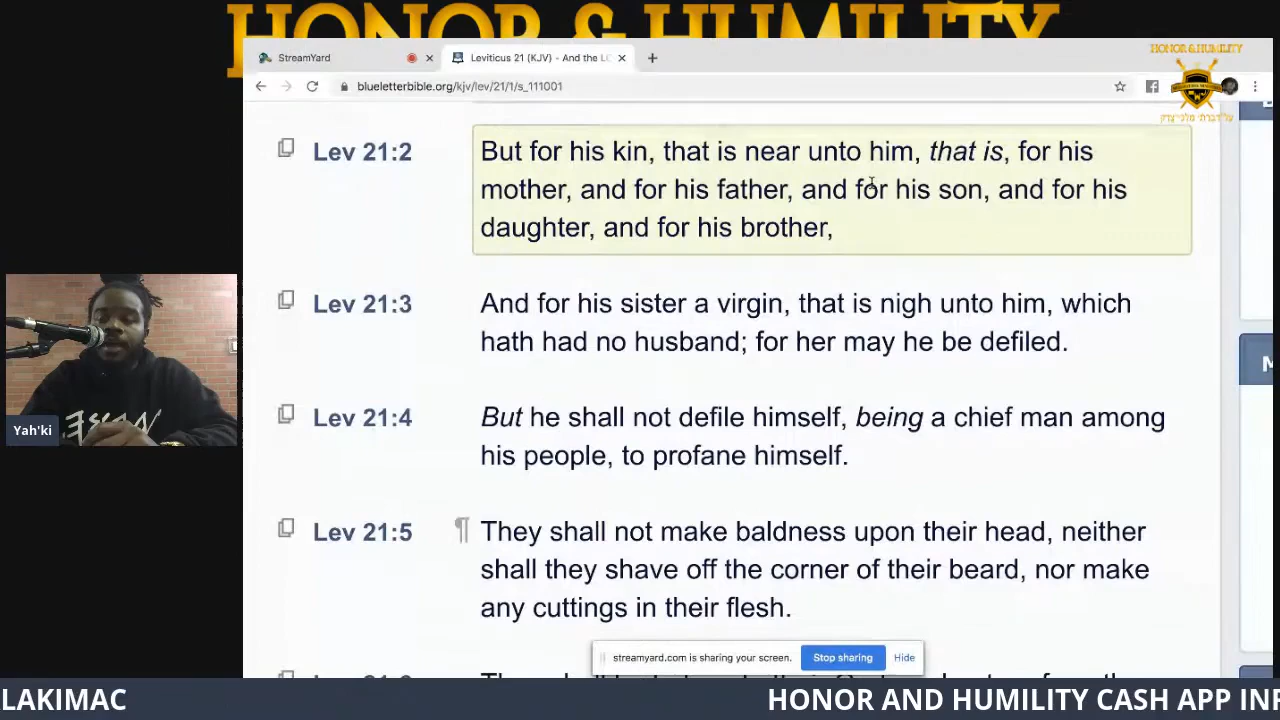 HONOR & HUMILITY
StreamYard
Leviticus 21 (KJV) - And the LO
HONOR & HUMILITY
blueletterbible.org/kjv/lev/21/1/s_111001
Lev 21:2
But for his kin, that is near unto him, that is, for his
mother, and for his father, and for his son, and for his
daughter, and for his brother,
Lev 21:3
And for his sister a virgin, that is nigh unto him, which
hath had no husband; for her may he be defiled.
Lev 21:4
But he shall not defile himself, being a chief man among
his people, to profane himself.
Yah'ki
Lev 21:5
¶ They shall not make baldness upon their head, neither
shall they shave off the corner of their beard, nor make
any cuttings in their flesh.
streamyard.com is sharing your screen.
Stop sharing
Hide
LAKIMAC
HONOR AND HUMILITY CASH APP INF